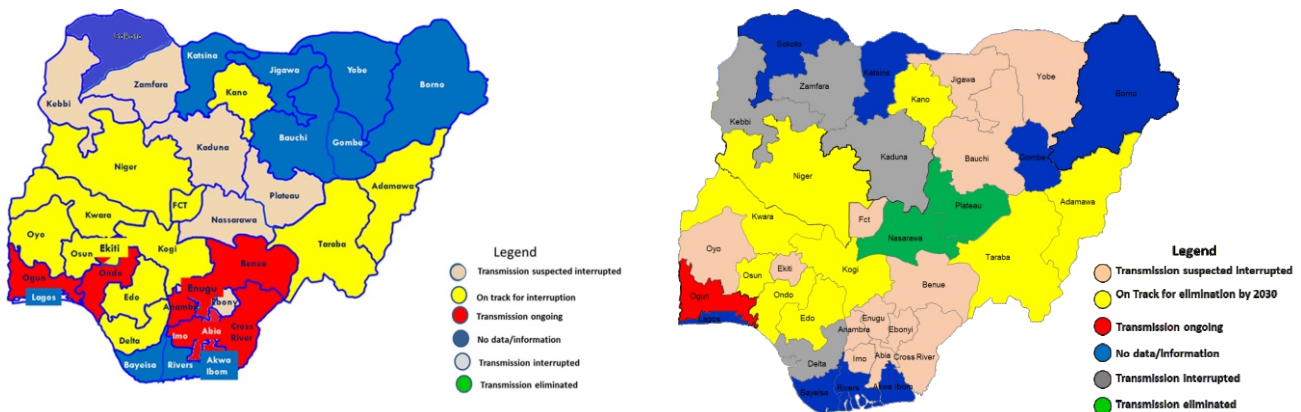 Sokoto
Katsina
Jigawa
Yobe
Borno
Zamfara
Kebbi
Kano
Bauchi
Gombe
Kaduna
Niger
Plateau
Adamawa
FCT
Nassarawa
Kwara
Oyo
Taraba
Ekiti
Kogi
Osun
Benue
Ogun
Ondo
Enugu
Lagos
Edo
Anamba
Ebony
Cross
River
Imo
Abia
Delta
Bayelsa
Rivers
Akwa
Ibom
Legend
Transmission suspected interrupted
On track for interruption
Transmission ongoing
No data/information
Transmission interrupted
Transmission eliminated
Sokoto
Katsina
Jigawa
Yobe
Borno
Zamfara
Kano
Kebbi
Kaduna
Bauchi
Gombe
Niger
Plateau
Adamawa
Kwara
Fct
Nasarawa
Oyo
Taraba
Ekiti
Kogi
Osun
Benue
Ogun
Ondo
Lagos
Edo
Enugu
Anambra
Ebonyi
Imo
Abia
Cross River
Delta
Bayelsa
Rivers
Akwa Ibom
Legend
Transmission suspected interrupted
On Track for elimination by 2030
Transmission ongoing
No data/information
Transmission interrupted
Transmission eliminated